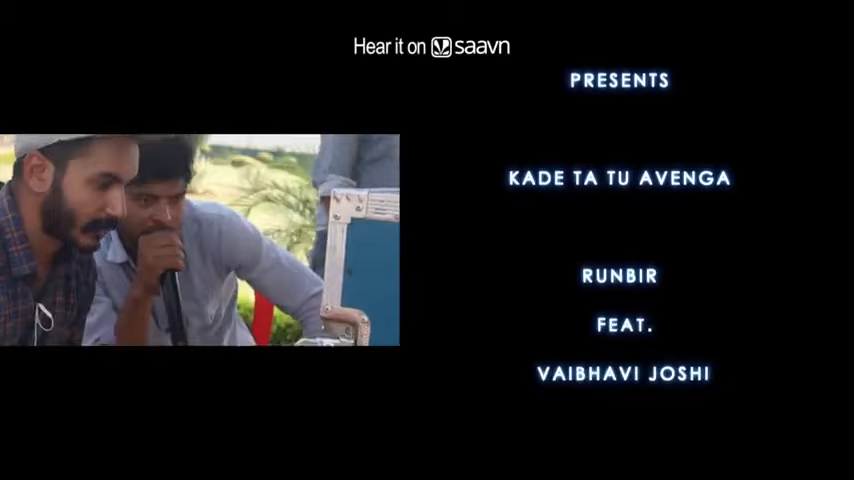 Hear it on saavn
PRESENTS
KADE TA TU AVENGA
RUNBIR
FEAT.
VAIBHAVI JOSHI